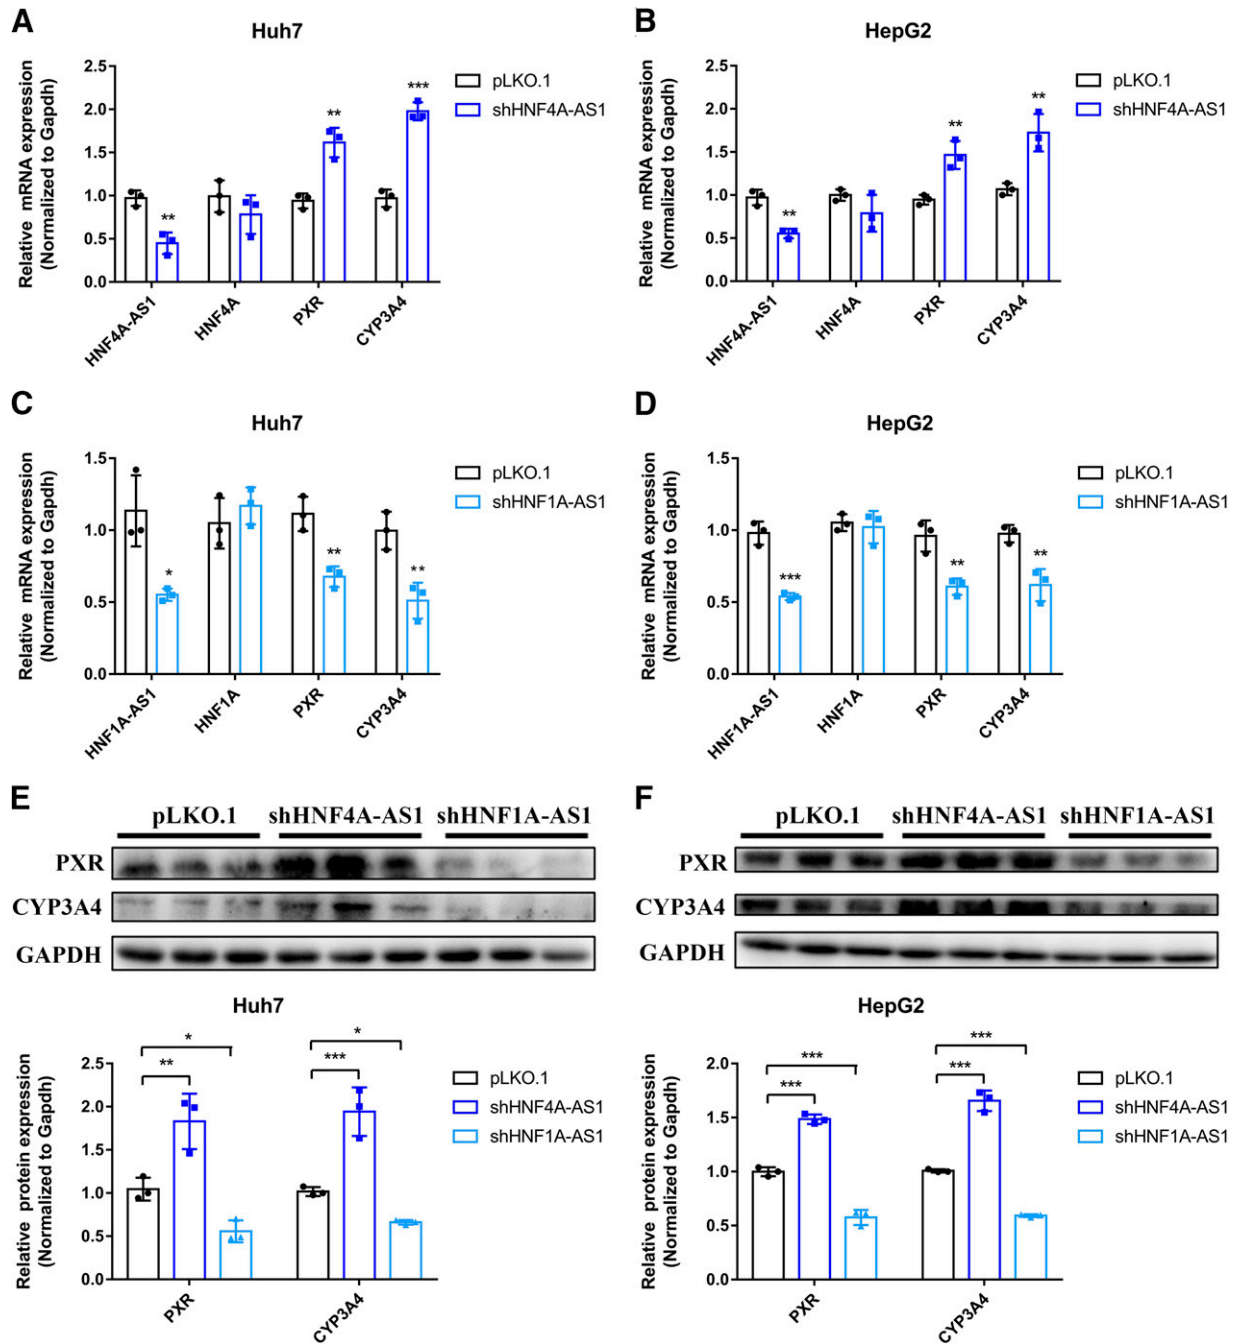 A
Huh7
Relative mRNA expression
(Normalized to Gapdh)
2.5
2.0
1.5
1.0
0.5
0.0
** ** ***
HNF4A-AS1
HNF4A
PXR
CYP3A4
pLKO.1
shHNF4A-AS1
B
HepG2
Relative mRNA expression
(Normalized to Gapdh)
2.5
2.0
1.5
1.0
0.5
0.0
** ** **
HNF4A-AS1
HNF4A
PXR
CYP3A4
pLKO.1
shHNF4A-AS1
C
Huh7
Relative mRNA expression
(Normalized to Gapdh)
1.5
1.0
0.5
0.0
* ** **
HNF1A-AS1
HNF1A
PXR
CYP3A4
pLKO.1
shHNF1A-AS1
D
HepG2
Relative mRNA expression
(Normalized to Gapdh)
1.5
1.0
0.5
0.0
*** ** **
HNF1A-AS1
HNF1A
PXR
CYP3A4
pLKO.1
shHNF1A-AS1
E
pLKO.1 shHNF4A-AS1 shHNF1A-AS1
PXR
CYP3A4
GAPDH
Huh7
Relative protein expression
(Normalized to Gapdh)
2.5
2.0
1.5
1.0
0.5
0.0
* *
** ***
PXR
CYP3A4
pLKO.1
shHNF4A-AS1
shHNF1A-AS1
F
pLKO.1 shHNF4A-AS1 shHNF1A-AS1
PXR
CYP3A4
GAPDH
HepG2
Relative protein expression
(Normalized to Gapdh)
2.0
1.5
1.0
0.5
0.0
*** ***
*** ***
PXR
CYP3A4
pLKO.1
shHNF4A-AS1
shHNF1A-AS1